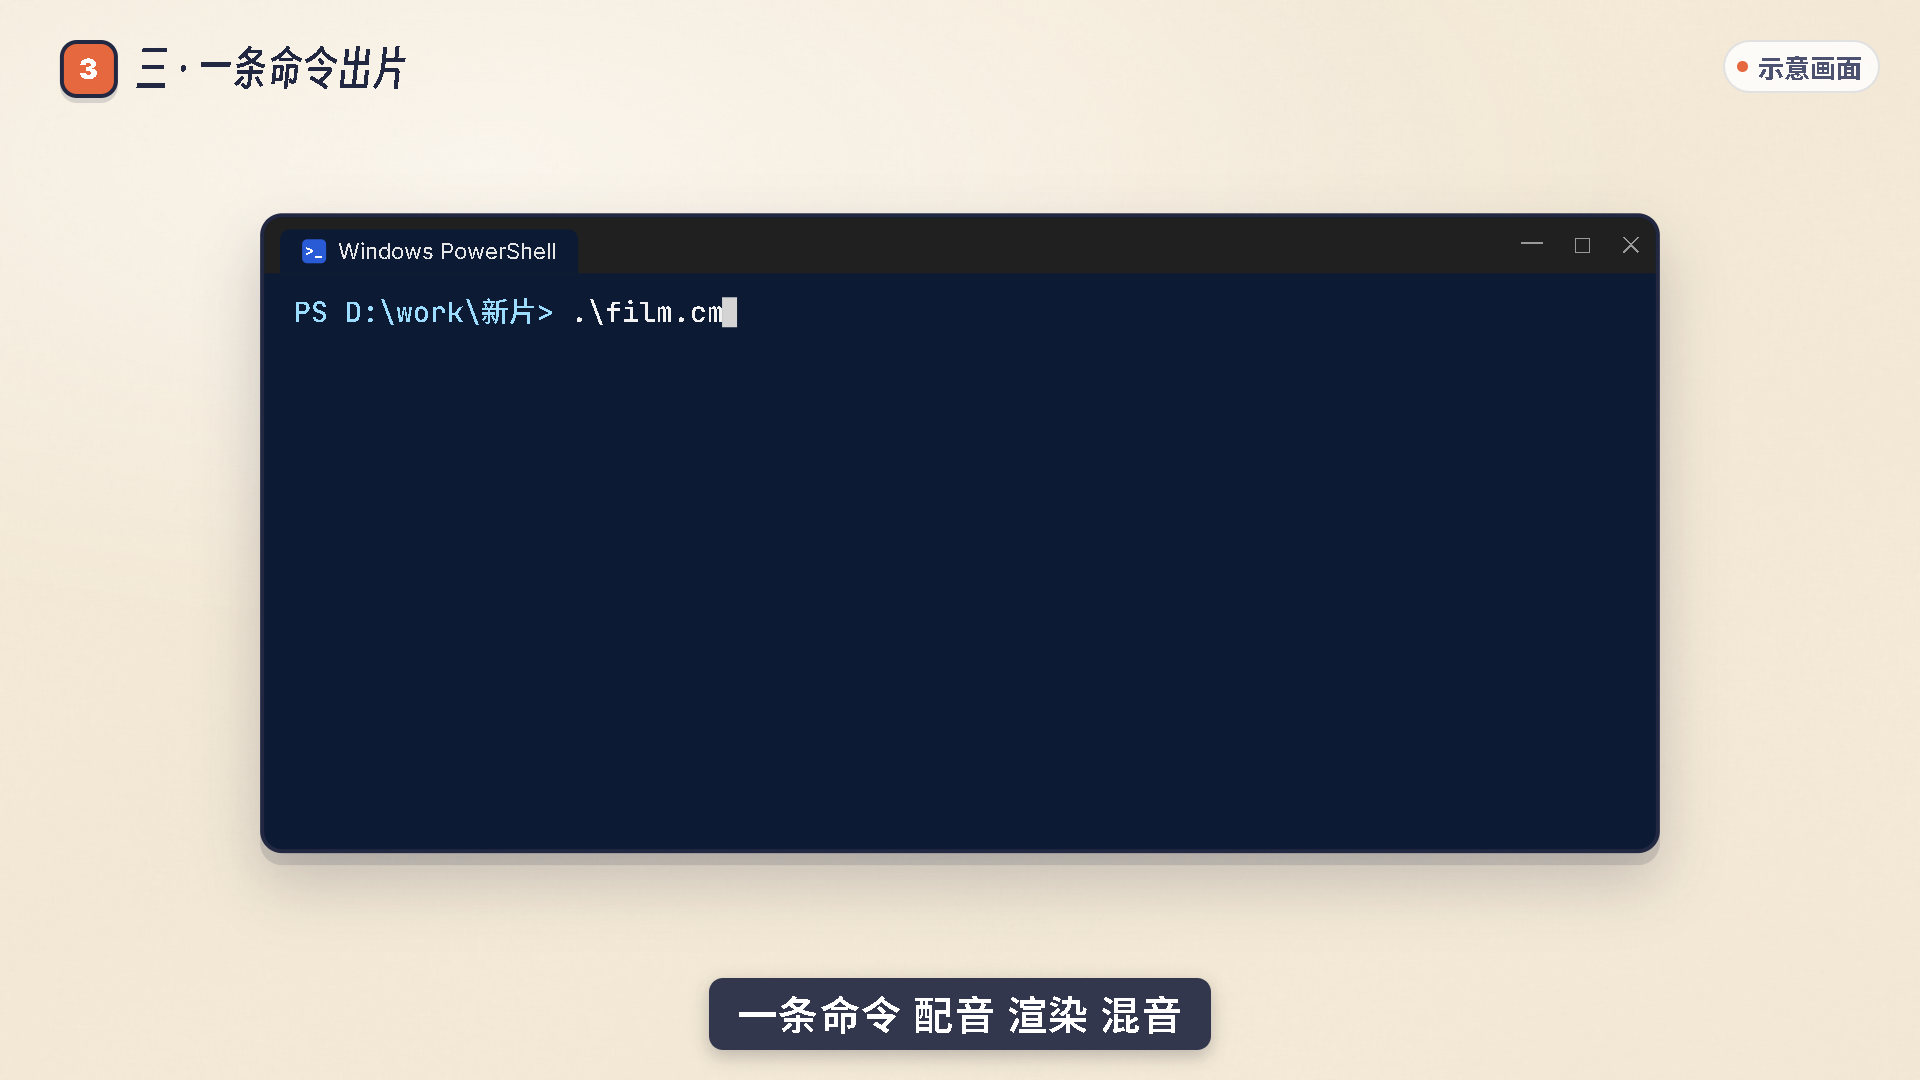 3 三·一条命令出片
示意画面
>_ Windows PowerShell
PS D:\work\新片> .\film.cm
一条命令 配音 渲染 混音